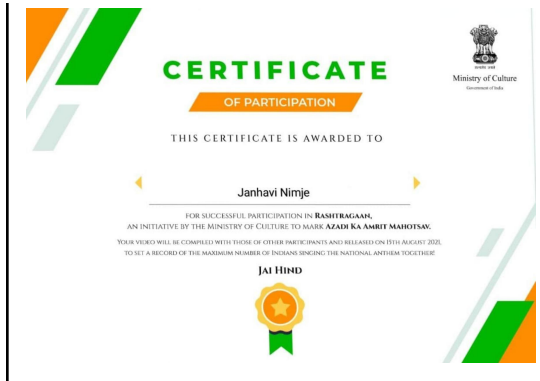 CERTIFICATE
OF PARTICIPATION
Ministry of Culture
Government of India
THIS CERTIFICATE IS AWARDED TO
Janhavi Nimje
FOR SUCCESSFUL PARTICIPATION IN RASHTRAGAAN,
AN INITIATIVE BY THE MINISTRY OF CULTURE TO MARK AZADI KA AMRIT MAHOTSAV.
YOUR VIDEO WILL BE COMPILED WITH THOSE OF OTHER PARTICIPANTS AND RELEASED ON 15TH AUGUST 2021,
TO SET A RECORD OF THE MAXIMUM NUMBER OF INDIANS SINGING THE NATIONAL ANTHEM TOGETHER!
JAI HIND